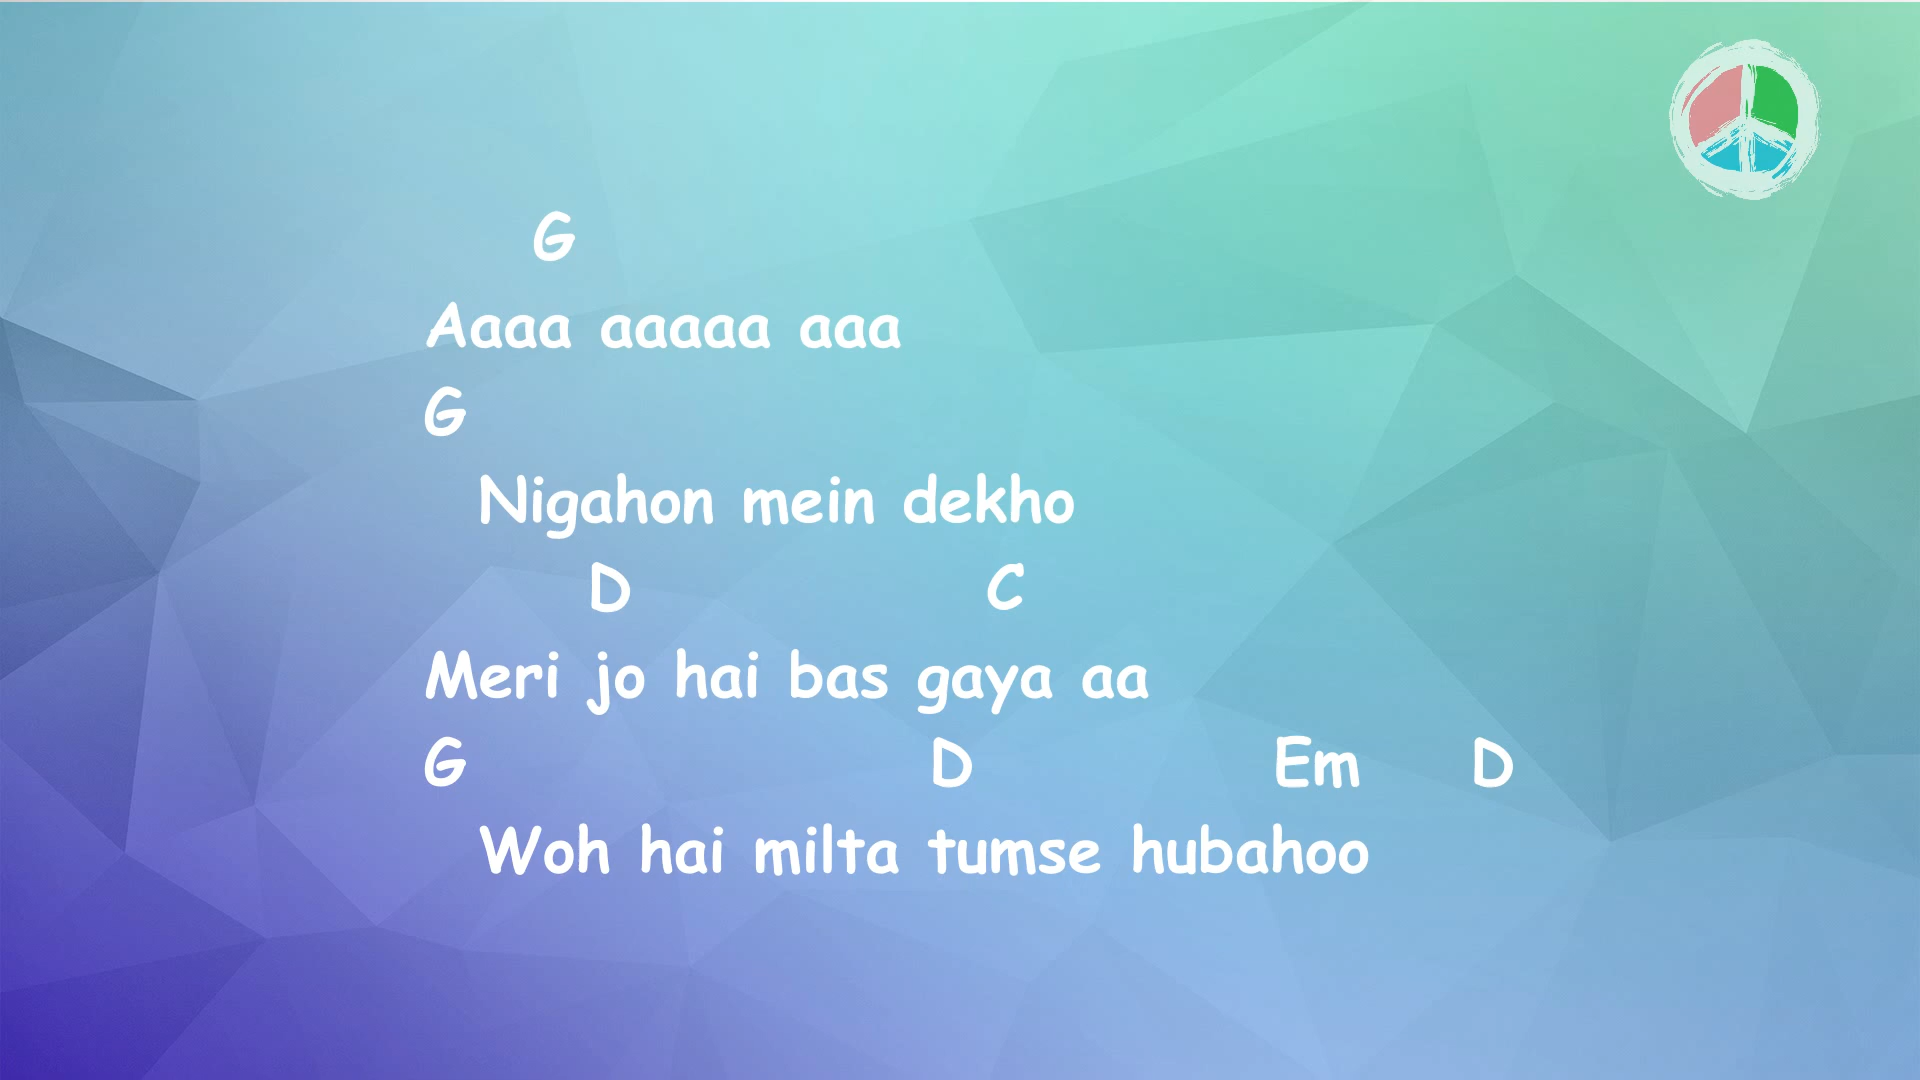 G
Aaaa aaaaa aaa
G
Nigahon mein dekho
D C
Meri jo hai bas gaya aa
G D Em D
Woh hai milta tumse hubahoo